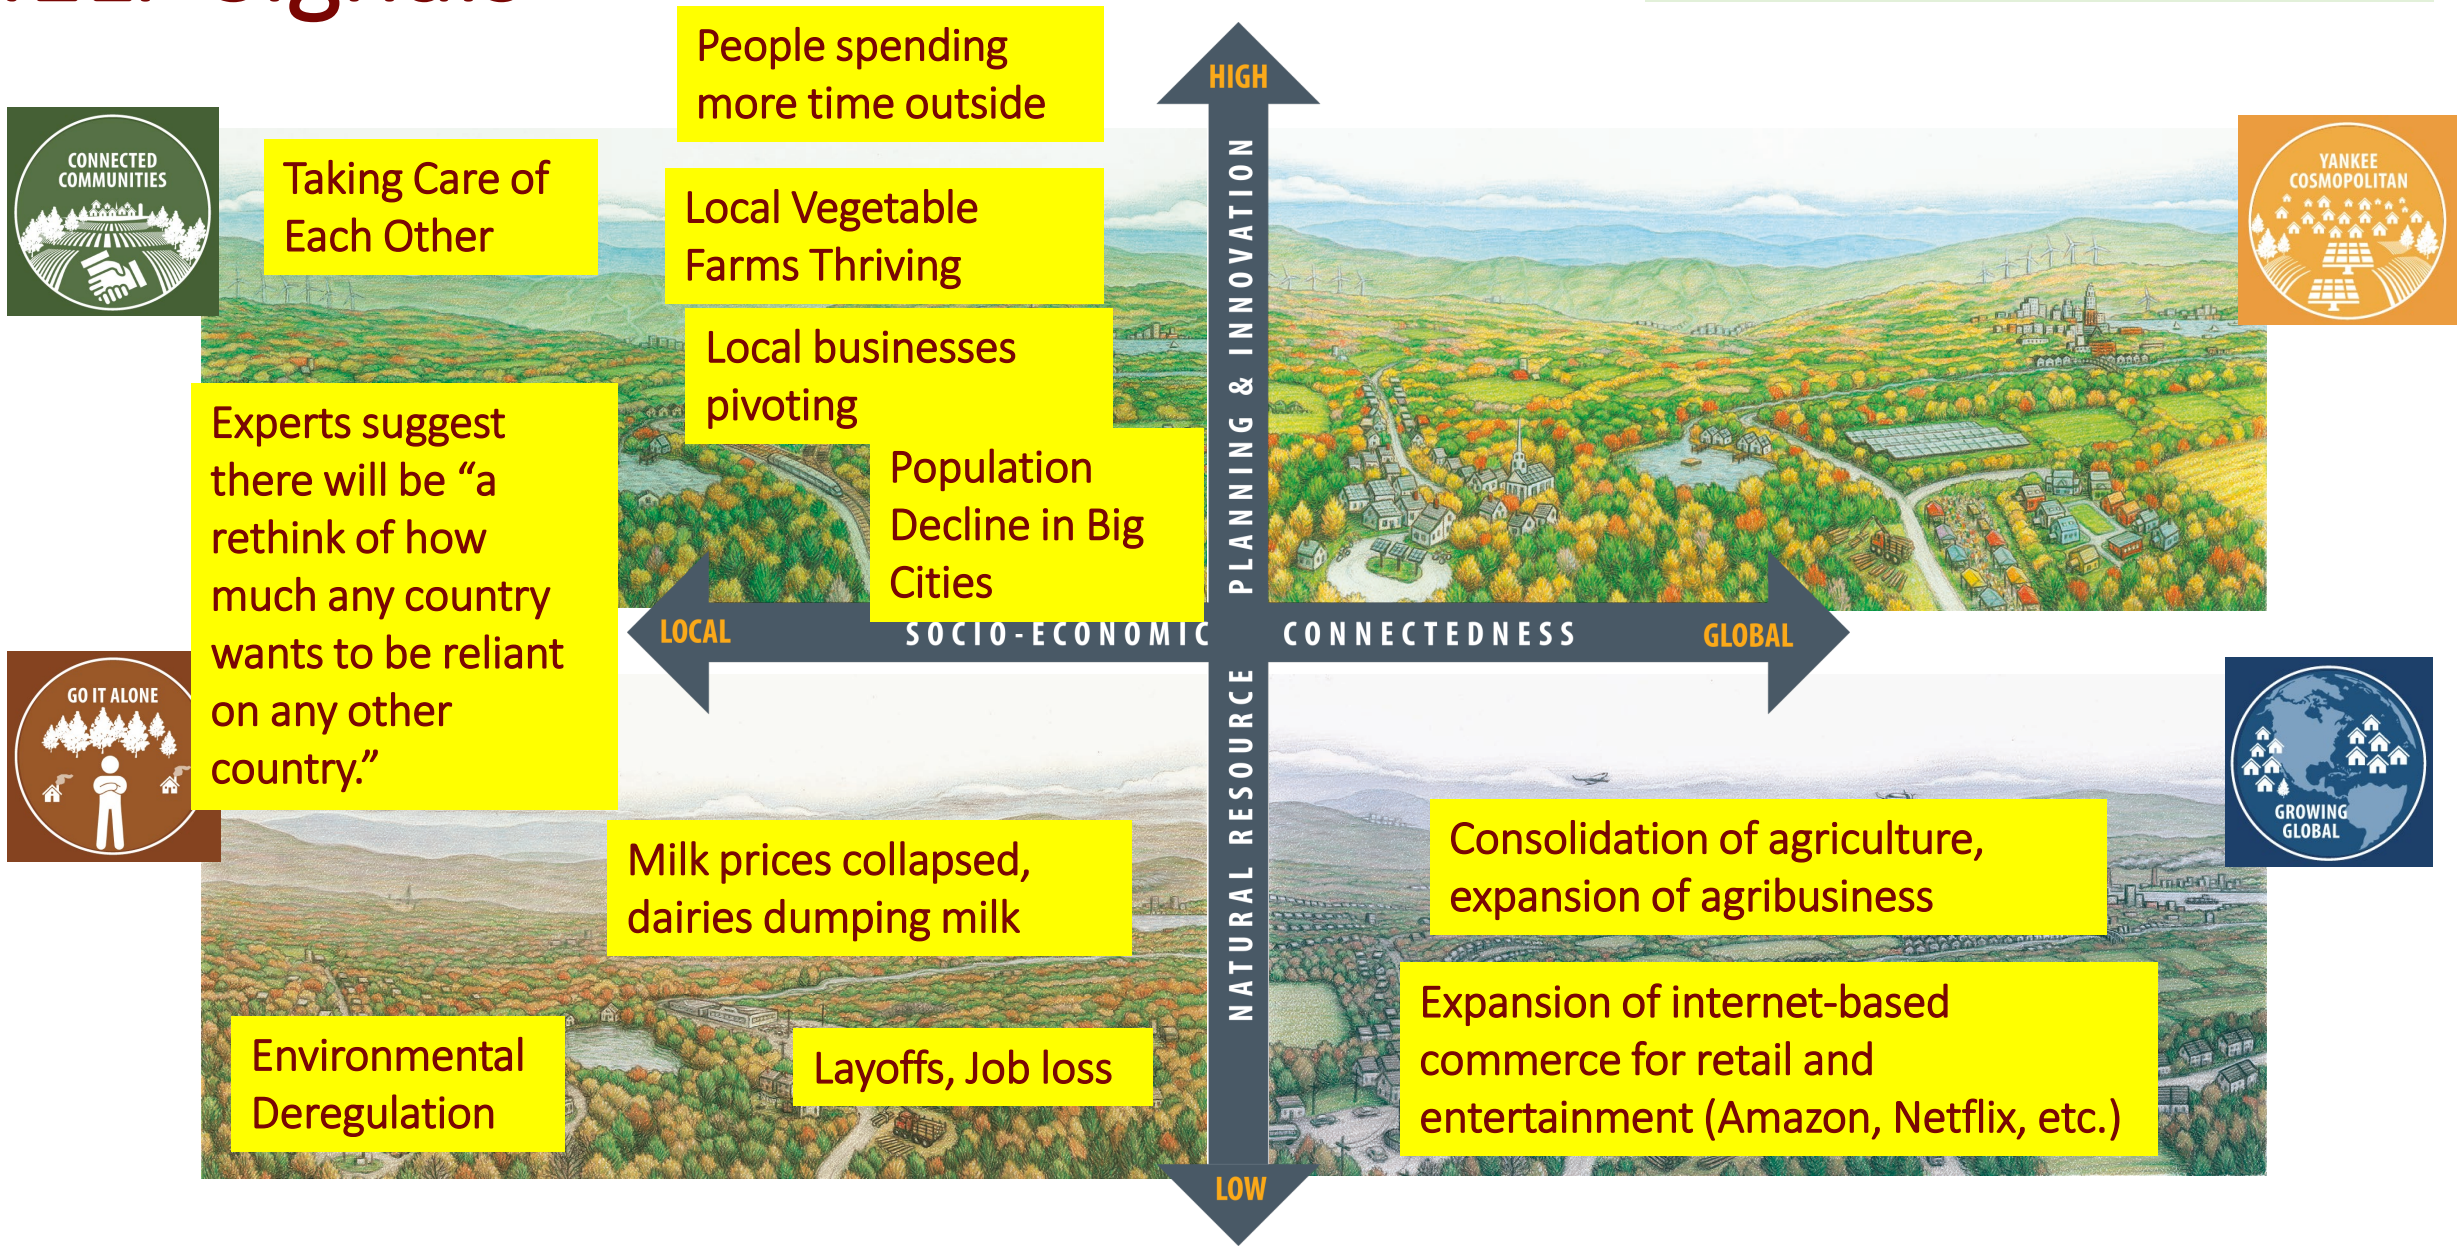 Signals
People spending
more time outside
HIGH
CONNECTED
COMMUNITIES
Taking Care of
Each Other
Local Vegetable
Farms Thriving
Local businesses
pivoting
Population
Decline in Big
Cities
YANKEE
COSMOPOLITAN
Experts suggest
there will be “a
rethink of how
much any country
wants to be reliant
on any other
country.”
LOCAL
SOCIO-ECONOMIC CONNECTEDNESS
GLOBAL
NATURAL RESOURCE PLANNING & INNOVATION
GO IT ALONE
GROWING
GLOBAL
Milk prices collapsed,
dairies dumping milk
Environmental
Deregulation
Layoffs, Job loss
Consolidation of agriculture,
expansion of agribusiness
Expansion of internet-based
commerce for retail and
entertainment (Amazon, Netflix, etc.)
LOW